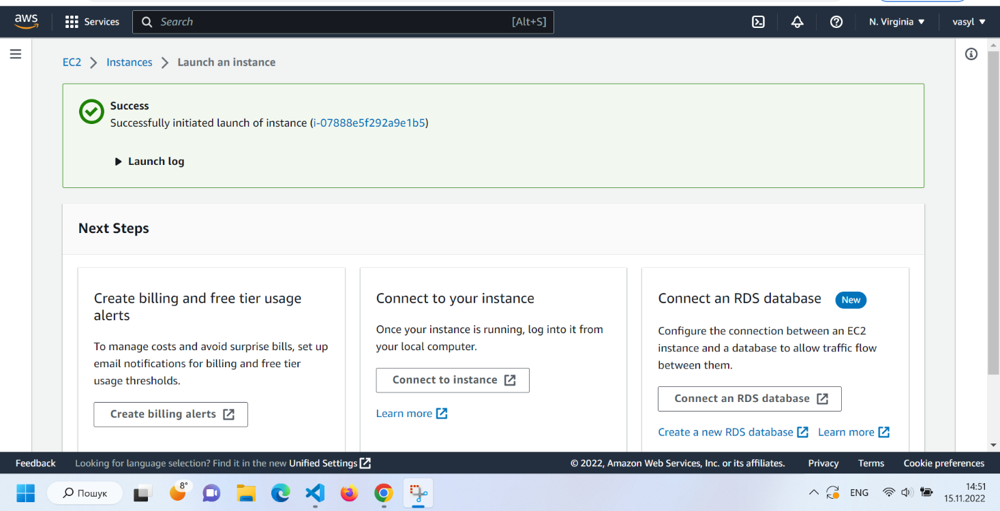 aws
Services
Search [Alt+S]
N. Virginia
vasyl
EC2 Instances Launch an instance
Success
Successfully initiated launch of instance (i-07888e5f292a9e1b5)
Launch log
Next Steps
Create billing and free tier usage
alerts
To manage costs and avoid surprise bills, set up
email notifications for billing and free tier
usage thresholds.
Create billing alerts
Connect to your instance
Once your instance is running, log into it from
your local computer.
Connect to instance
Learn more
Connect an RDS database New
Configure the connection between an EC2
instance and a database to allow traffic flow
between them.
Connect an RDS database
Create a new RDS database Learn more
Feedback Looking for language selection? Find it in the new Unified Settings © 2022, Amazon Web Services, Inc. or its affiliates. Privacy Terms Cookie preferences
Пошук
8°
ENG
14:51
15.11.2022